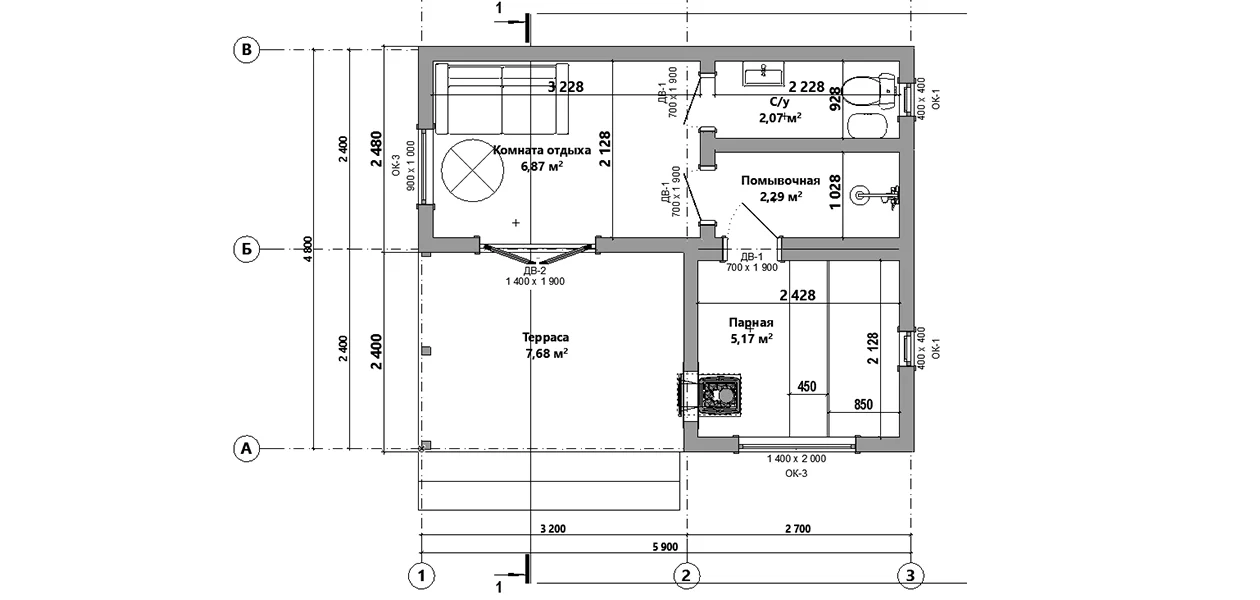 1
В
3 228
ДВ-1
700 x 1 900
2 228
С/у
2,07 м²
928
400 x 400
ОК-1
2 400
2 480
ОК-3
900 x 1 000
Комната отдыха
6,87 м²
2 128
ДВ-1
700 x 1 900
Помывочная
2,29 м²
1 028
Б
4 800
ДВ-2
1 400 x 1 900
ДВ-1
700 x 1 900
2 428
Терраса
7,68 м²
Парная
5,17 м²
2 128
400 x 400
ОК-1
2 400
2 400
450
850
А
1 400 x 2 000
ОК-3
3 200
2 700
5 900
1
2
3
1